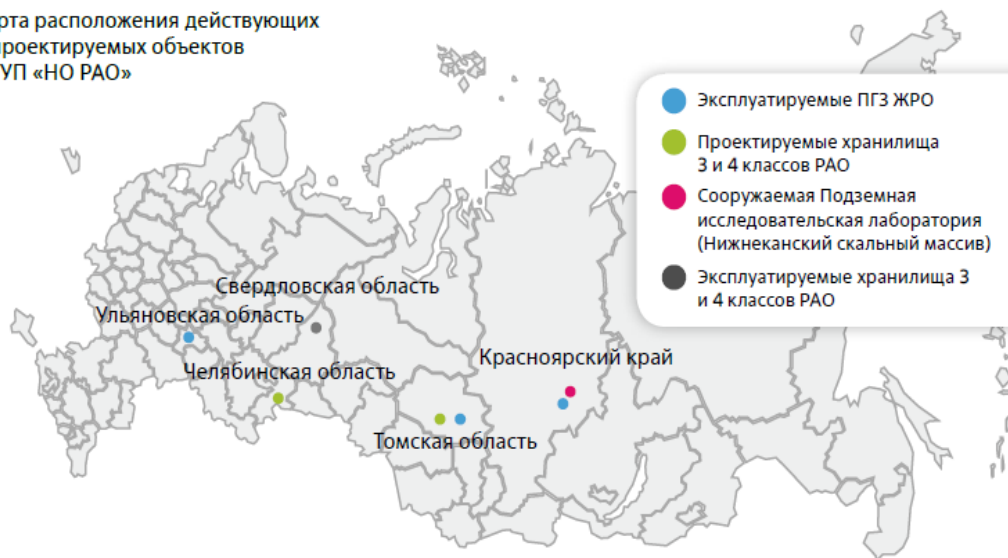 рта расположения действующих
проектируемых объектов
УП «НО РАО»
Эксплуатируемые ПГЗ ЖРО
Проектируемые хранилища
3 и 4 классов РАО
Сооружаемая Подземная
исследовательская лаборатория
(Нижнеканский скальный массив)
Эксплуатируемые хранилища 3
и 4 классов РАО
Свердловская область
Ульяновская область
Челябинская область
Красноярский край
Томская область